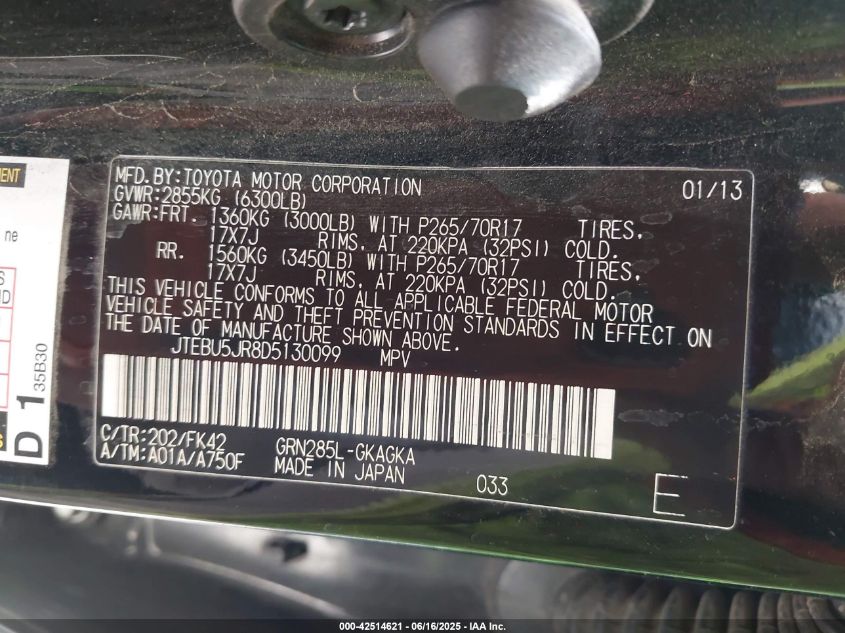 MFD.BY:TOYOTA MOTOR CORPORATION 01/13
GVWR:2855KG (6300LB)
GAWR:FRT. 1360KG (3000LB) WITH P265/70R17 TIRES,
17X7J RIMS, AT 220KPA (32PSI) COLD.
RR. 1560KG (3450LB) WITH P265/70R17 TIRES,
17X7J RIMS, AT 220KPA (32PSI) COLD.
THIS VEHICLE CONFORMS TO ALL APPLICABLE FEDERAL MOTOR
VEHICLE SAFETY AND THEFT PREVENTION STANDARDS IN EFFECT ON
THE DATE OF MANUFACTURE SHOWN ABOVE.
JTEBU5JR8D5130099 MPV
C/TR:202/FK42 GRN285L-GKAGKA
A/TM:A01A/A750F MADE IN JAPAN 033 E
ne
D 1 35B30
000-42514621 - 06/16/2025 - IAA Inc.